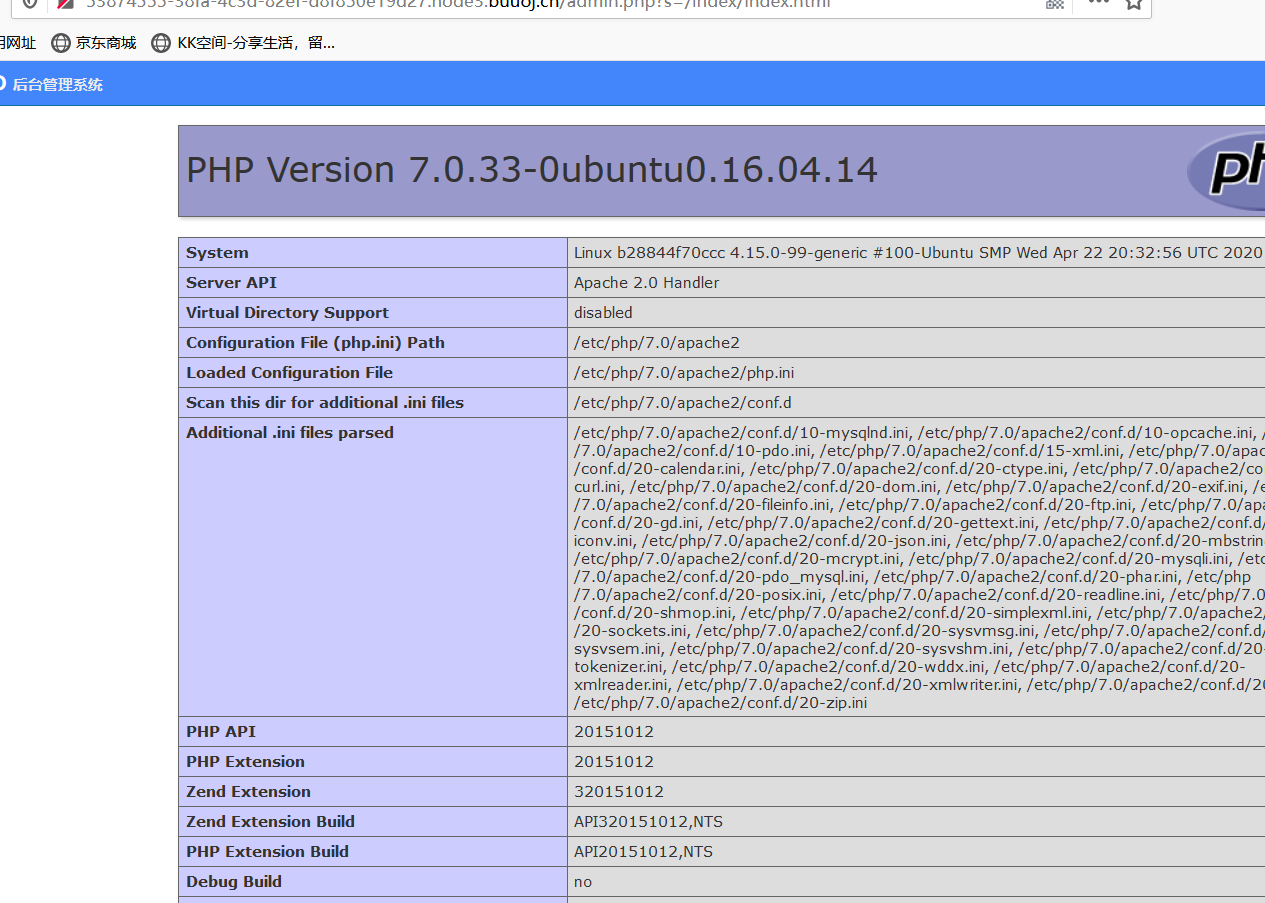 buuoj.cn/admin.php?s=/index/index.html
用网址 京东商城 KK空间-分享生活，留...
后台管理系统
PHP Version 7.0.33-0ubuntu0.16.04.14
php
System Linux b28844f70ccc 4.15.0-99-generic #100-Ubuntu SMP Wed Apr 22 20:32:56 UTC 2020
Server API Apache 2.0 Handler
Virtual Directory Support disabled
Configuration File (php.ini) Path /etc/php/7.0/apache2
Loaded Configuration File /etc/php/7.0/apache2/php.ini
Scan this dir for additional .ini files /etc/php/7.0/apache2/conf.d
Additional .ini files parsed /etc/php/7.0/apache2/conf.d/10-mysqlnd.ini, /etc/php/7.0/apache2/conf.d/10-opcache.ini, /
/7.0/apache2/conf.d/10-pdo.ini, /etc/php/7.0/apache2/conf.d/15-xml.ini, /etc/php/7.0/apac
/conf.d/20-calendar.ini, /etc/php/7.0/apache2/conf.d/20-ctype.ini, /etc/php/7.0/apache2/co
curl.ini, /etc/php/7.0/apache2/conf.d/20-dom.ini, /etc/php/7.0/apache2/conf.d/20-exif.ini, /e
/7.0/apache2/conf.d/20-fileinfo.ini, /etc/php/7.0/apache2/conf.d/20-ftp.ini, /etc/php/7.0/apa
/conf.d/20-gd.ini, /etc/php/7.0/apache2/conf.d/20-gettext.ini, /etc/php/7.0/apache2/conf.d/
iconv.ini, /etc/php/7.0/apache2/conf.d/20-json.ini, /etc/php/7.0/apache2/conf.d/20-mbstrin
/etc/php/7.0/apache2/conf.d/20-mcrypt.ini, /etc/php/7.0/apache2/conf.d/20-mysqli.ini, /etc
/7.0/apache2/conf.d/20-pdo_mysql.ini, /etc/php/7.0/apache2/conf.d/20-phar.ini, /etc/php
/7.0/apache2/conf.d/20-posix.ini, /etc/php/7.0/apache2/conf.d/20-readline.ini, /etc/php/7.0
/conf.d/20-shmop.ini, /etc/php/7.0/apache2/conf.d/20-simplexml.ini, /etc/php/7.0/apache2/
/20-sockets.ini, /etc/php/7.0/apache2/conf.d/20-sysvmsg.ini, /etc/php/7.0/apache2/conf.d/
sysvsem.ini, /etc/php/7.0/apache2/conf.d/20-sysvshm.ini, /etc/php/7.0/apache2/conf.d/20-
tokenizer.ini, /etc/php/7.0/apache2/conf.d/20-wddx.ini, /etc/php/7.0/apache2/conf.d/20-
xmlreader.ini, /etc/php/7.0/apache2/conf.d/20-xmlwriter.ini, /etc/php/7.0/apache2/conf.d/20
/etc/php/7.0/apache2/conf.d/20-zip.ini
PHP API 20151012
PHP Extension 20151012
Zend Extension 320151012
Zend Extension Build API320151012,NTS
PHP Extension Build API20151012,NTS
Debug Build no